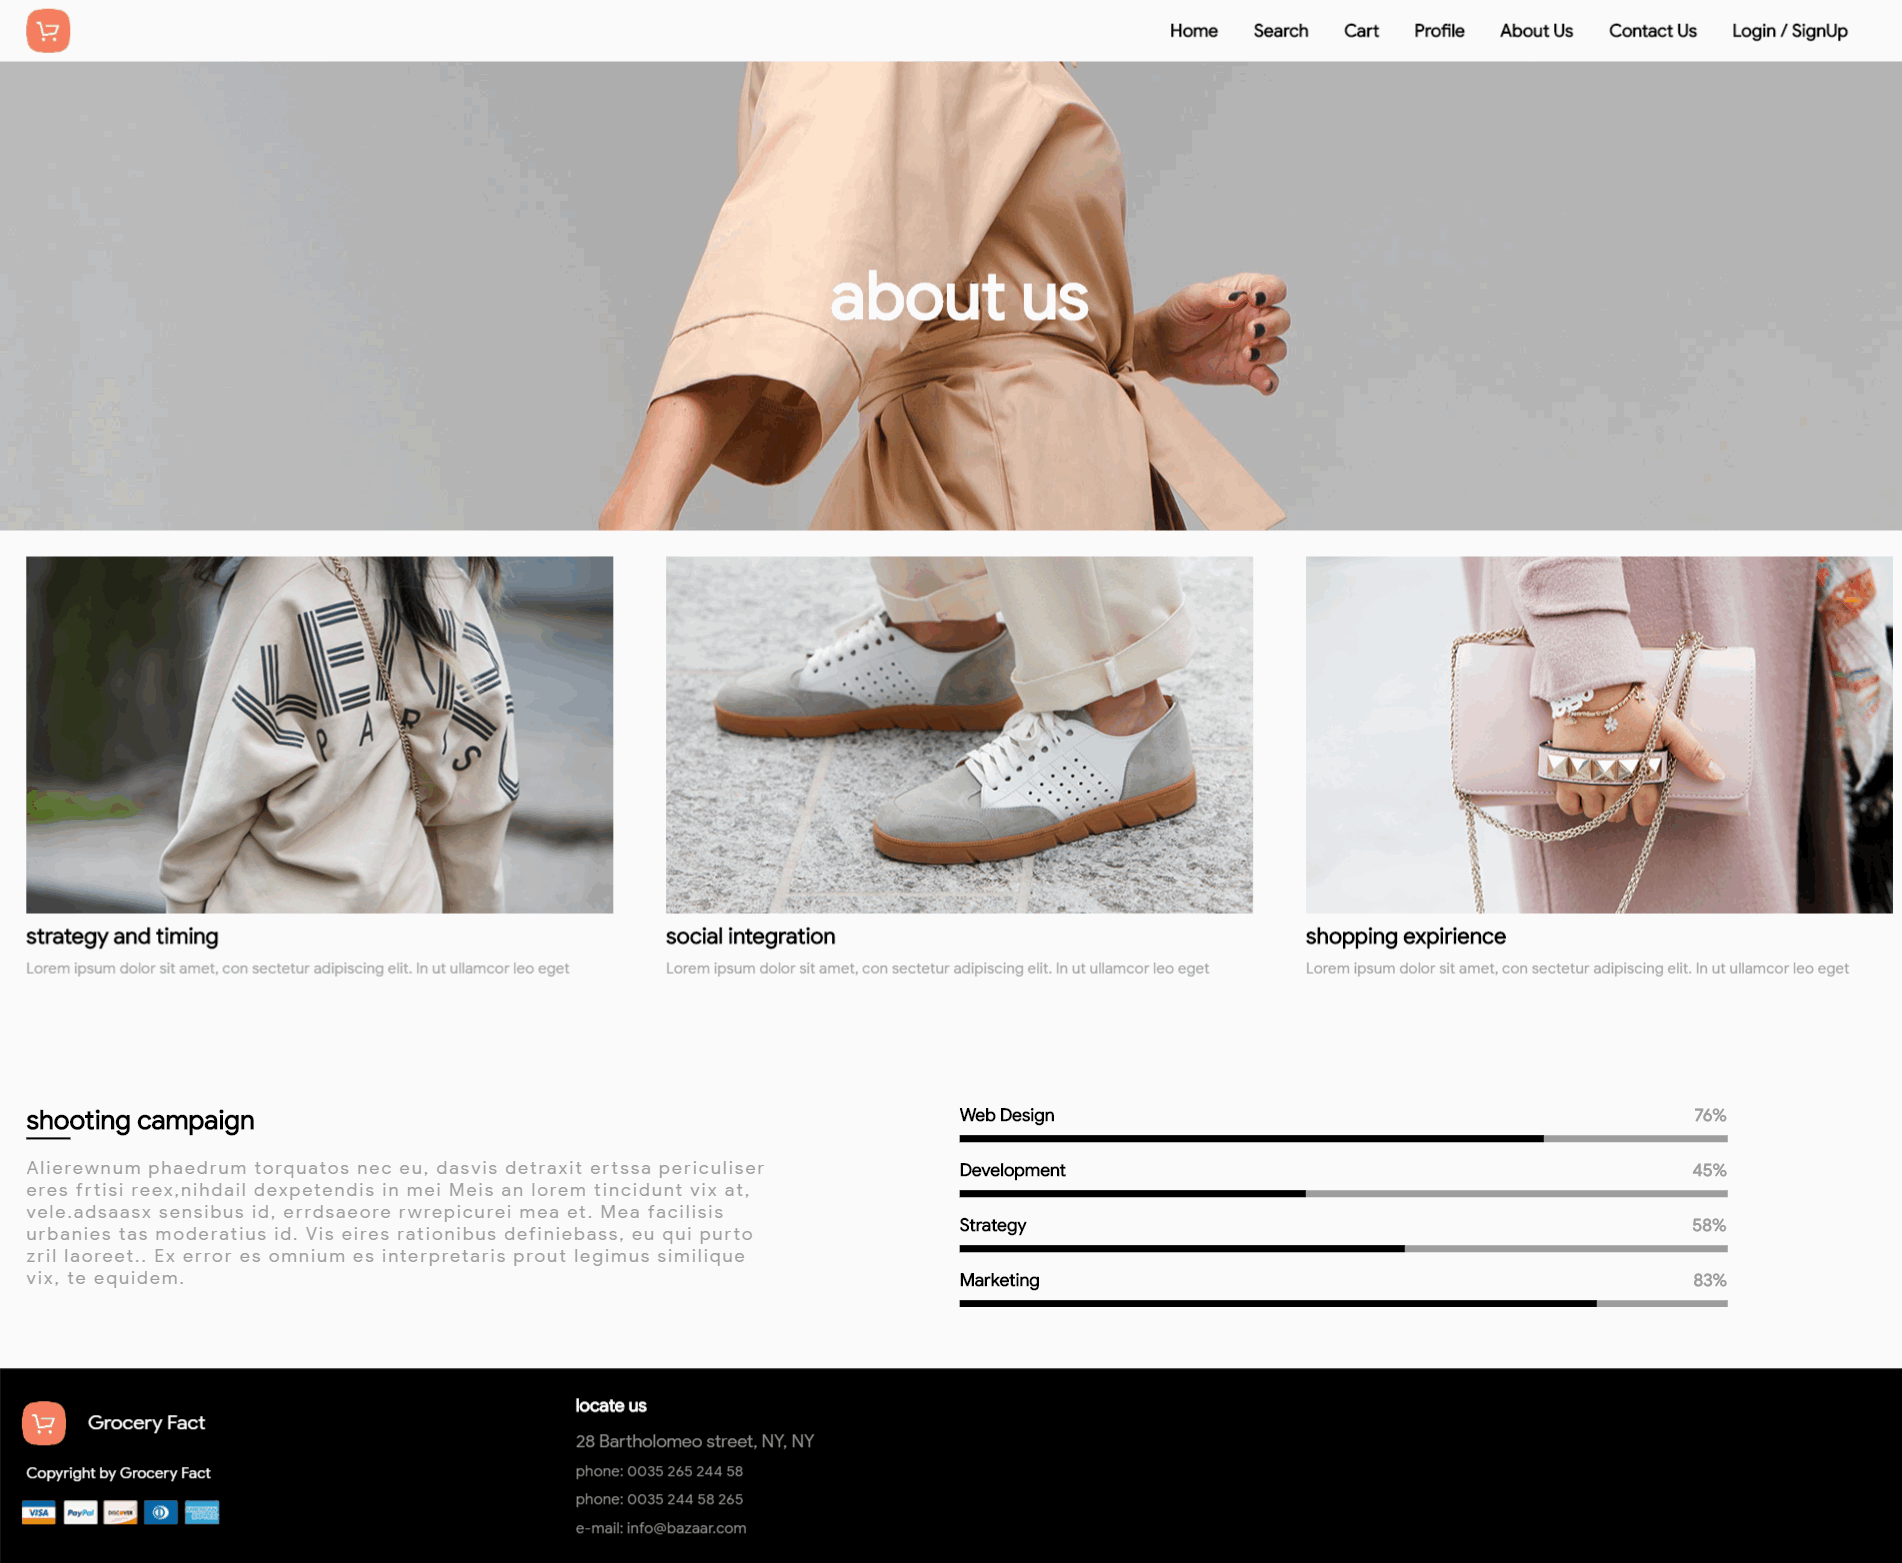 Home Search Cart Profile About Us Contact Us Login / SignUp
about us
KENZO
PARIS
strategy and timing
Lorem ipsum dolor sit amet, con sectetur adipiscing elit. In ut ullamcor leo eget
social integration
Lorem ipsum dolor sit amet, con sectetur adipiscing elit. In ut ullamcor leo eget
shopping expirience
Lorem ipsum dolor sit amet, con sectetur adipiscing elit. In ut ullamcor leo eget
shooting campaign
Alierewnum phaedrum torquatos nec eu, dasvis detraxit ertssa periculiser
eres frtisi reex,nihdail dexpetendis in mei Meis an lorem tincidunt vix at,
vele.adsaasx sensibus id, errdsaeore rwrepicurei mea et. Mea facilisis
urbanies tas moderatius id. Vis eires rationibus definiebass, eu qui purto
zril laoreet.. Ex error es omnium es interpretaris prout legimus similique
vix, te equidem.
Web Design 76%
Development 45%
Strategy 58%
Marketing 83%
Grocery Fact
Copyright by Grocery Fact
VISA PayPal DISCOVER AMERICAN EXPRESS
locate us
28 Bartholomeo street, NY, NY
phone: 0035 265 244 58
phone: 0035 244 58 265
e-mail: info@bazaar.com